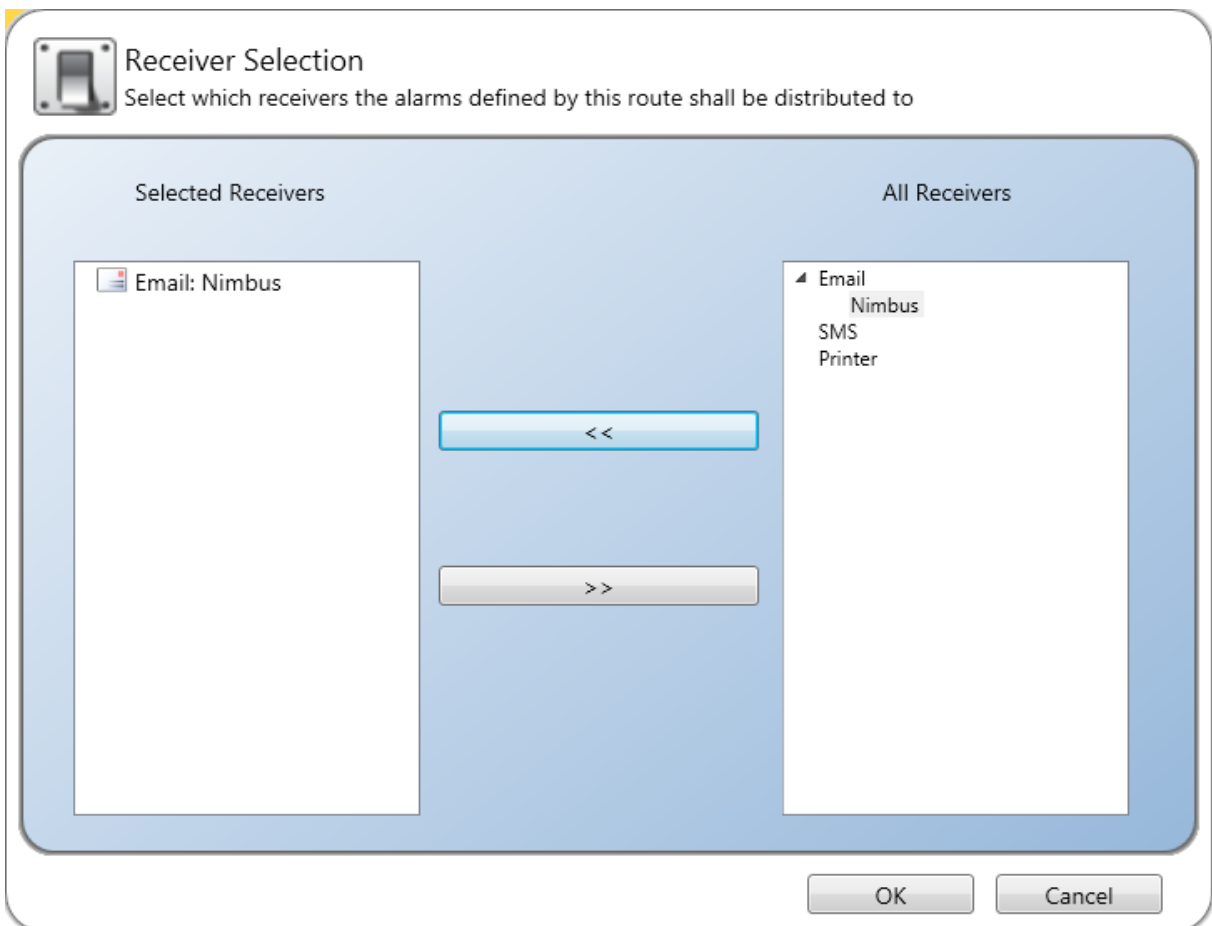 Receiver Selection
Select which receivers the alarms defined by this route shall be distributed to
Selected Receivers
All Receivers
Email: Nimbus
Email
Nimbus
SMS
Printer
<<
>>
OK
Cancel